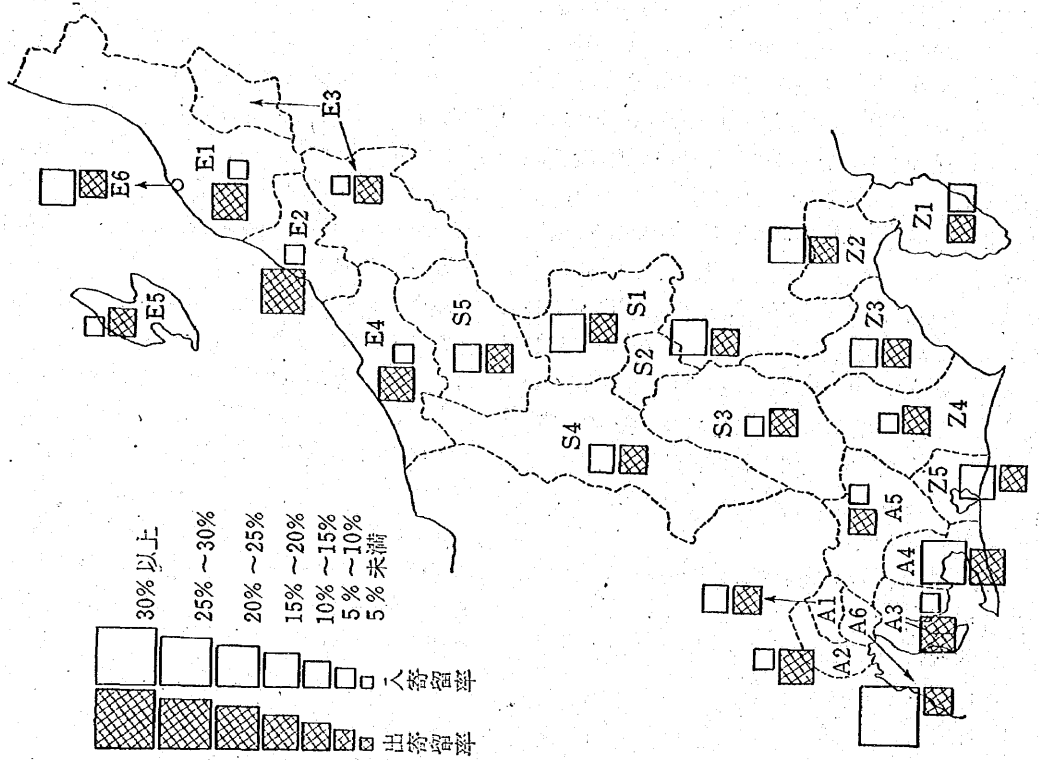 30% 以上
25% ~ 30%
20% ~ 25%
15% ~ 20%
10% ~ 15%
5% ~ 10%
5% 未満
入寄留率
出寄留率
E6
E1
E3
E2
E5
E4
S5
S1
S2
S4
S3
Z1
Z2
Z3
Z4
Z5
A5
A4
A1
A6
A3
A2